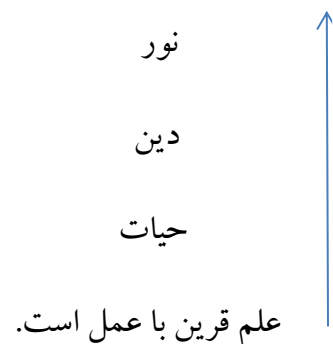 نور
دین
حیات
علم قرین با عمل است.